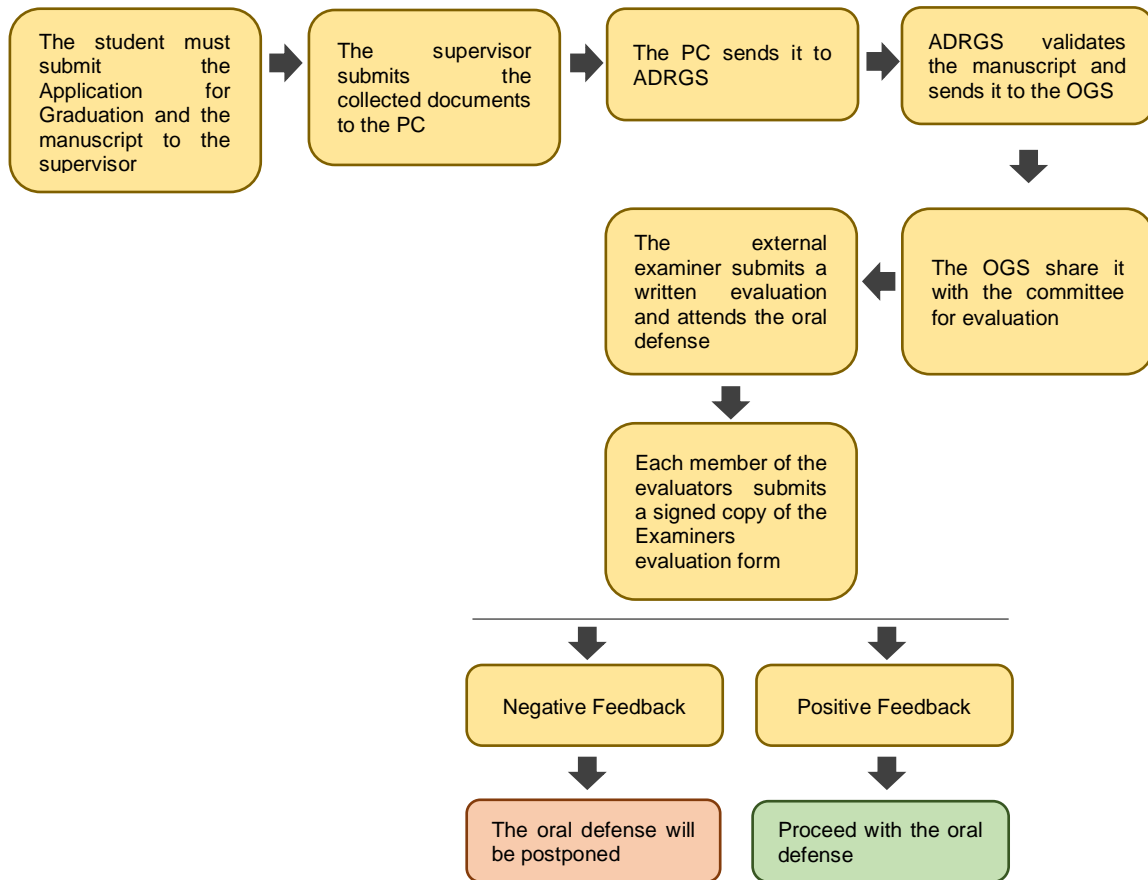 The student must
submit the
Application for
Graduation and the
manuscript to the
supervisor
The supervisor
submits the
collected documents
to the PC
The PC sends it to
ADRGS
ADRGS validates
the manuscript and
sends it to the OGS
The OGS share it
with the committee
for evaluation
The external
examiner submits a
written evaluation
and attends the oral
defense
Each member of the
evaluators submits
a signed copy of the
Examiners
evaluation form
Negative Feedback
Positive Feedback
The oral defense will
be postponed
Proceed with the oral
defense